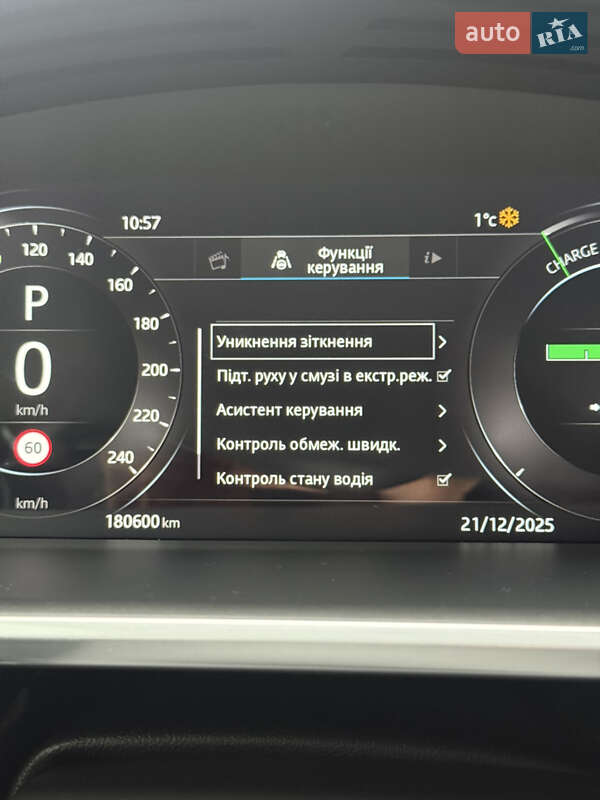 auto RIA .com
10:57
1°C
CHARGE
120
140
160
180
200
220
240
P
0
km/h
60
km/h
Функції
керування
i
Уникнення зіткнення
Підт. руху у смузі в екстр.реж.
Асистент керування
Контроль обмеж. швидк.
Контроль стану водія
180600 km
21/12/2025